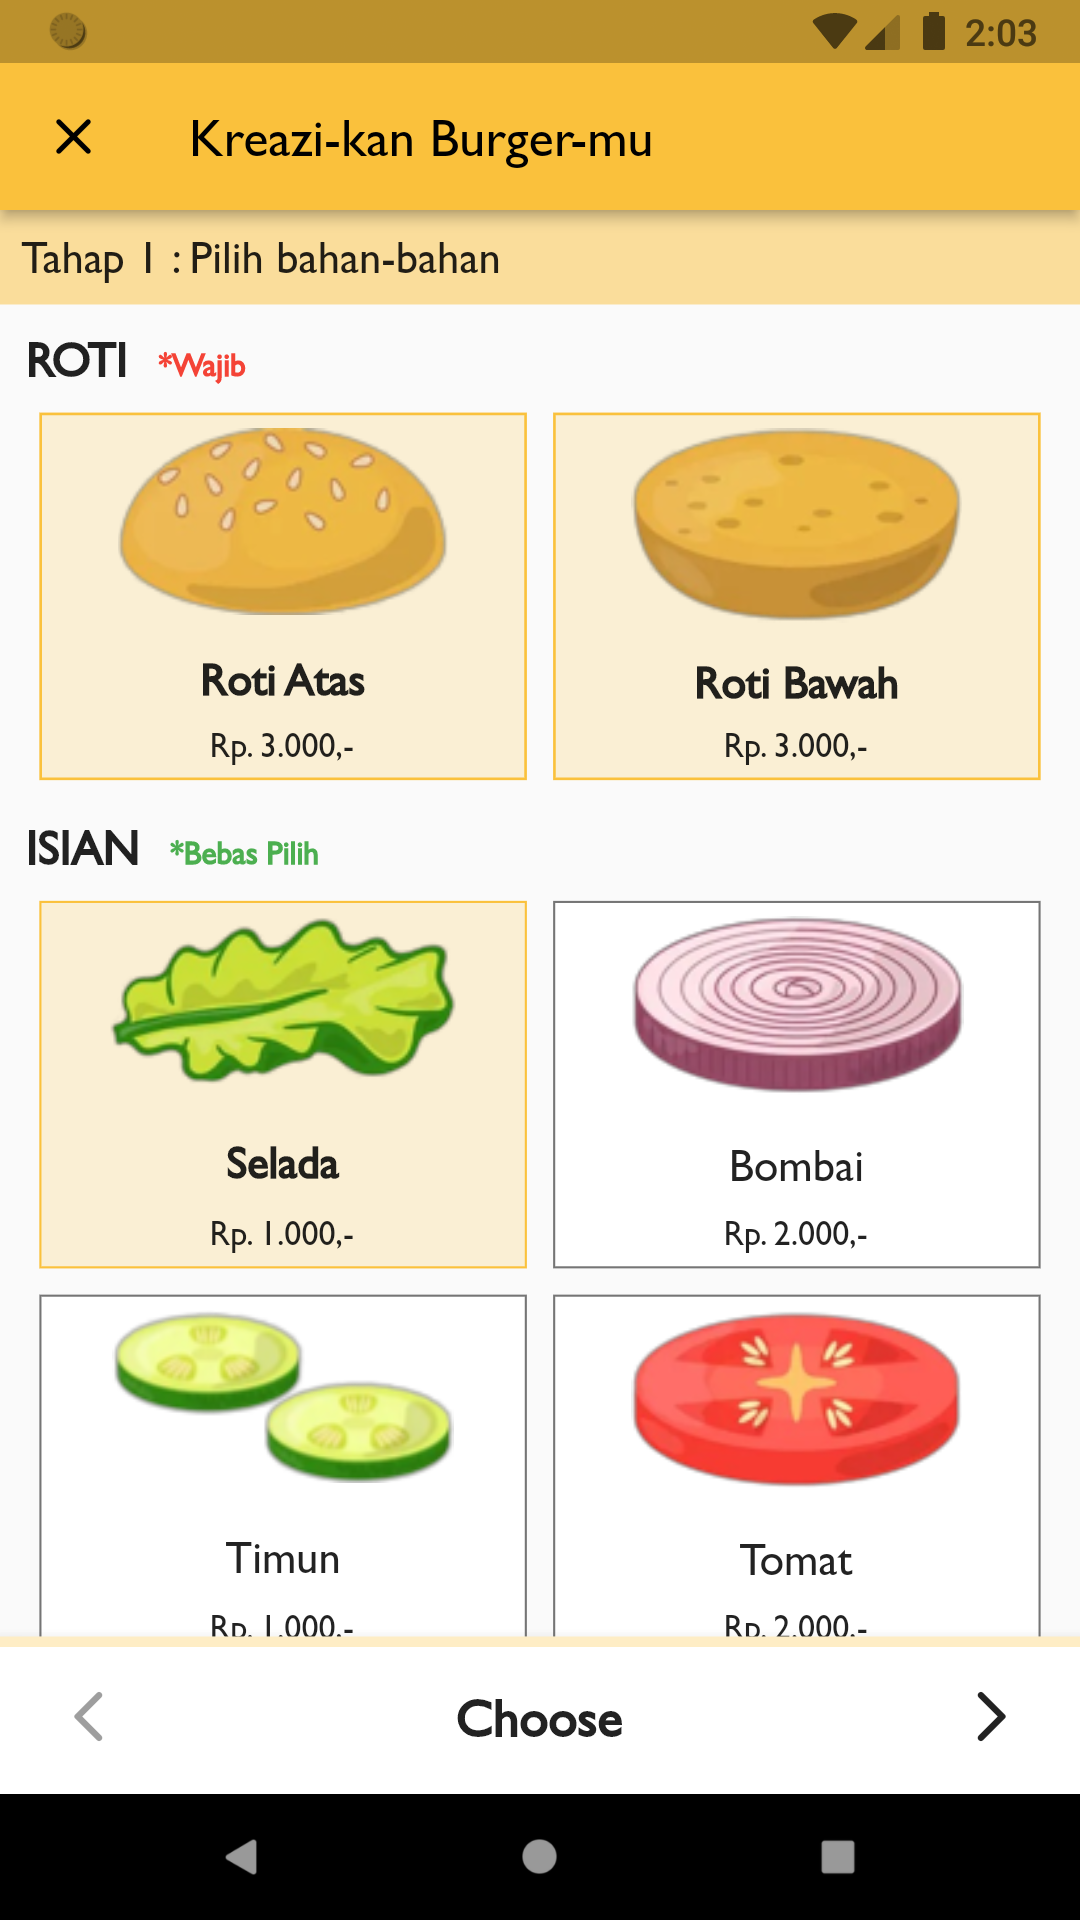 2:03
Kreazi-kan Burger-mu
Tahap 1 : Pilih bahan-bahan
ROTI *Wajib
Roti Atas Roti Bawah
Rp. 3.000,- Rp. 3.000,-
ISIAN *Bebas Pilih
Selada Bombai
Rp. 1.000,- Rp. 2.000,-
Timun Tomat
Rp. 1.000,- Rp. 2.000,-
Choose